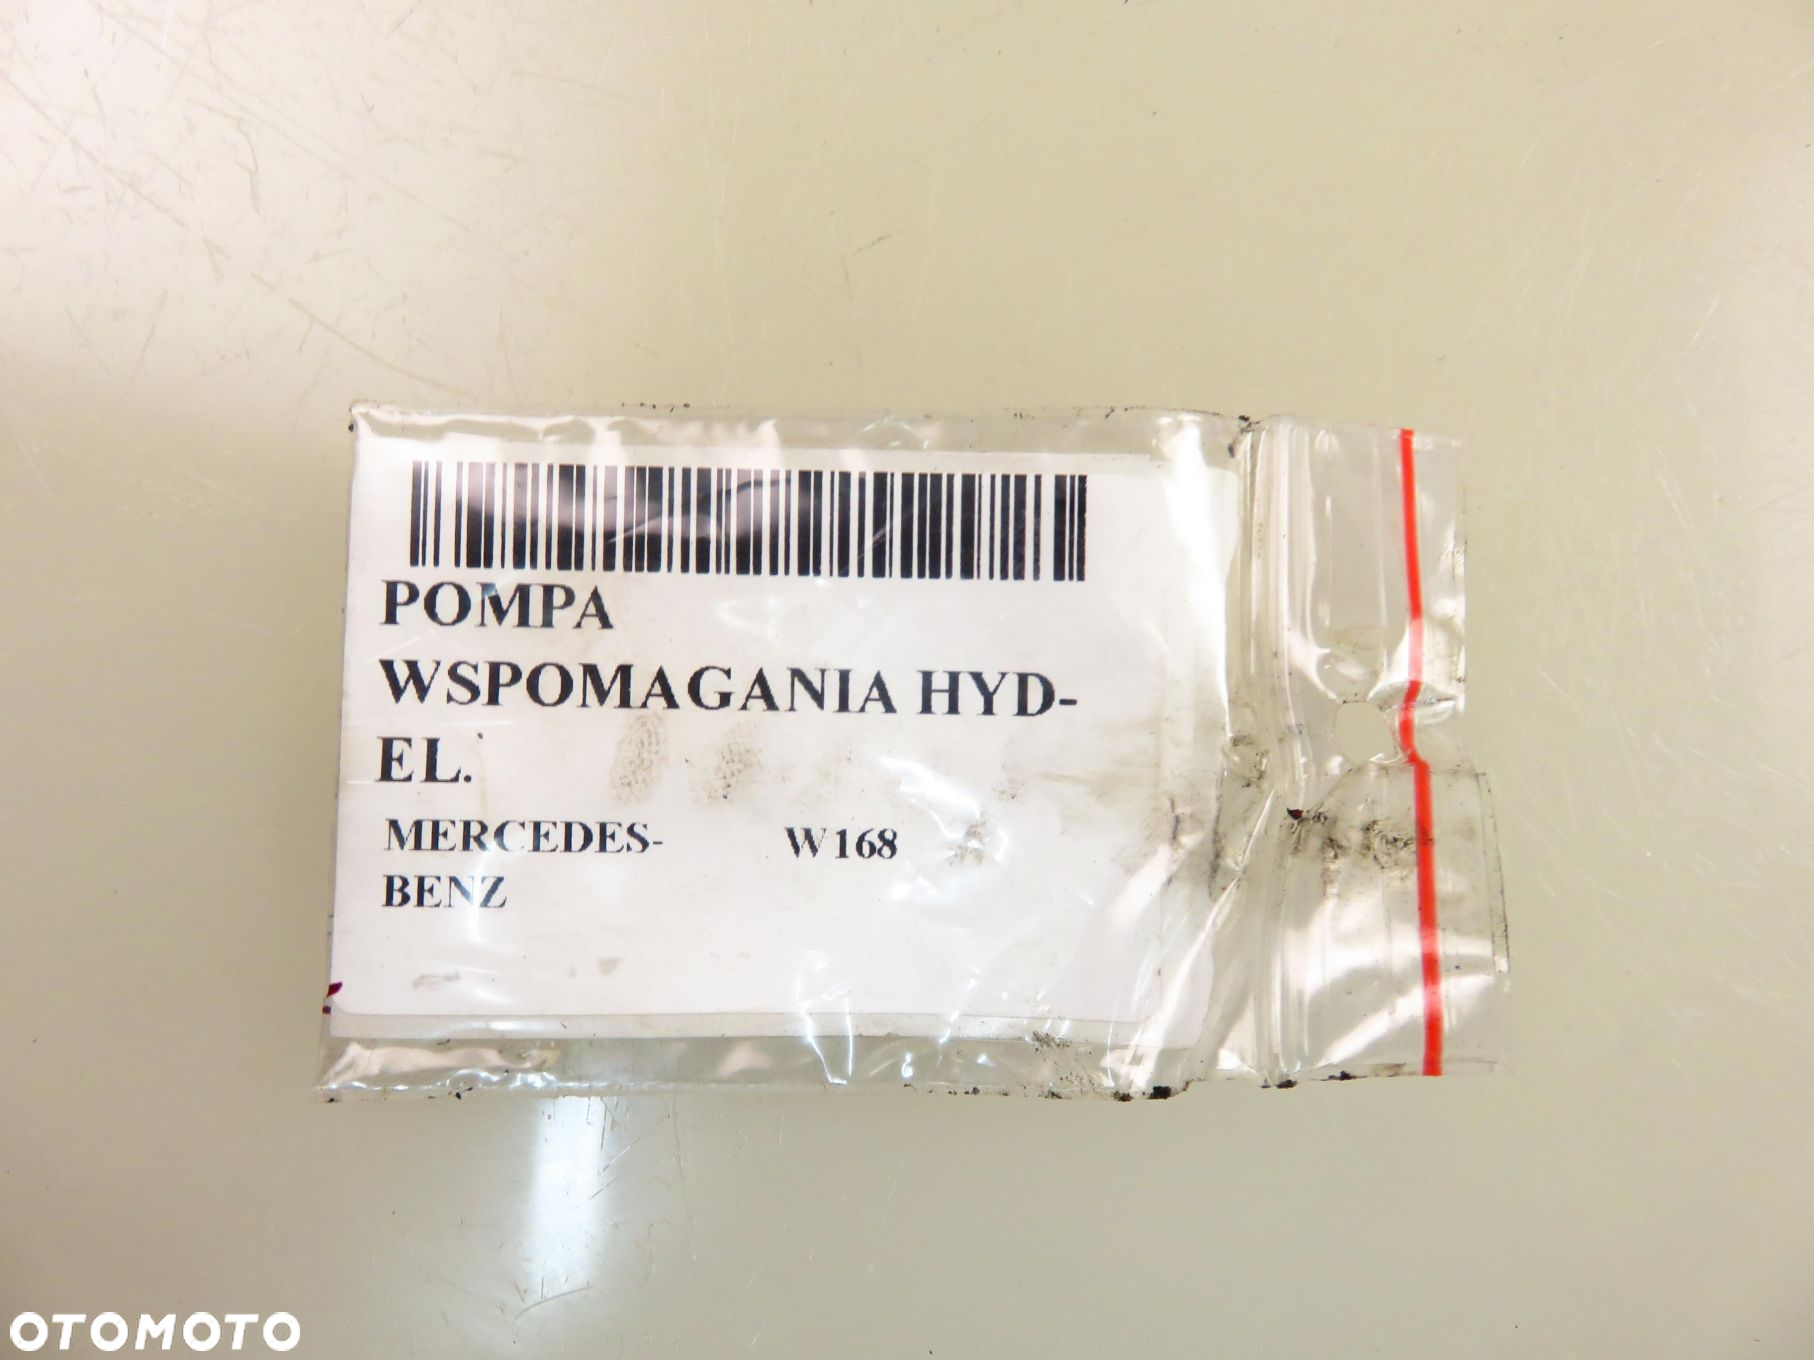 POMPA
WSPOMAGANIA HYD-
EL.
MERCEDES- W168
BENZ
OTOMOTO